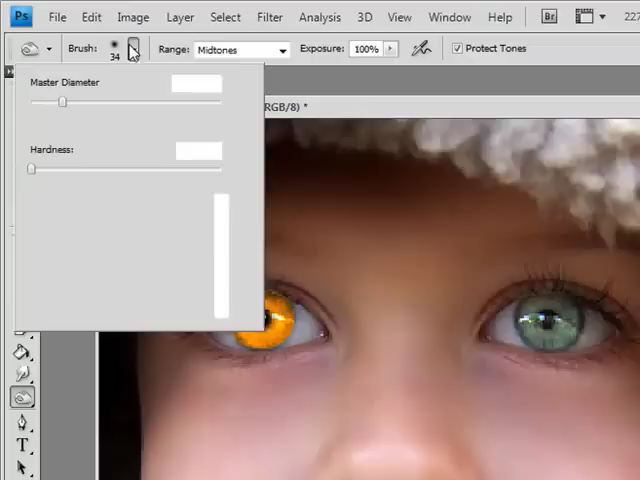 Ps File Edit Image Layer Select Filter Analysis 3D View Window Help Br
Brush: 34 Range: Midtones Exposure: 100% Protect Tones
Master Diameter
RGB/8) *
Hardness:
T